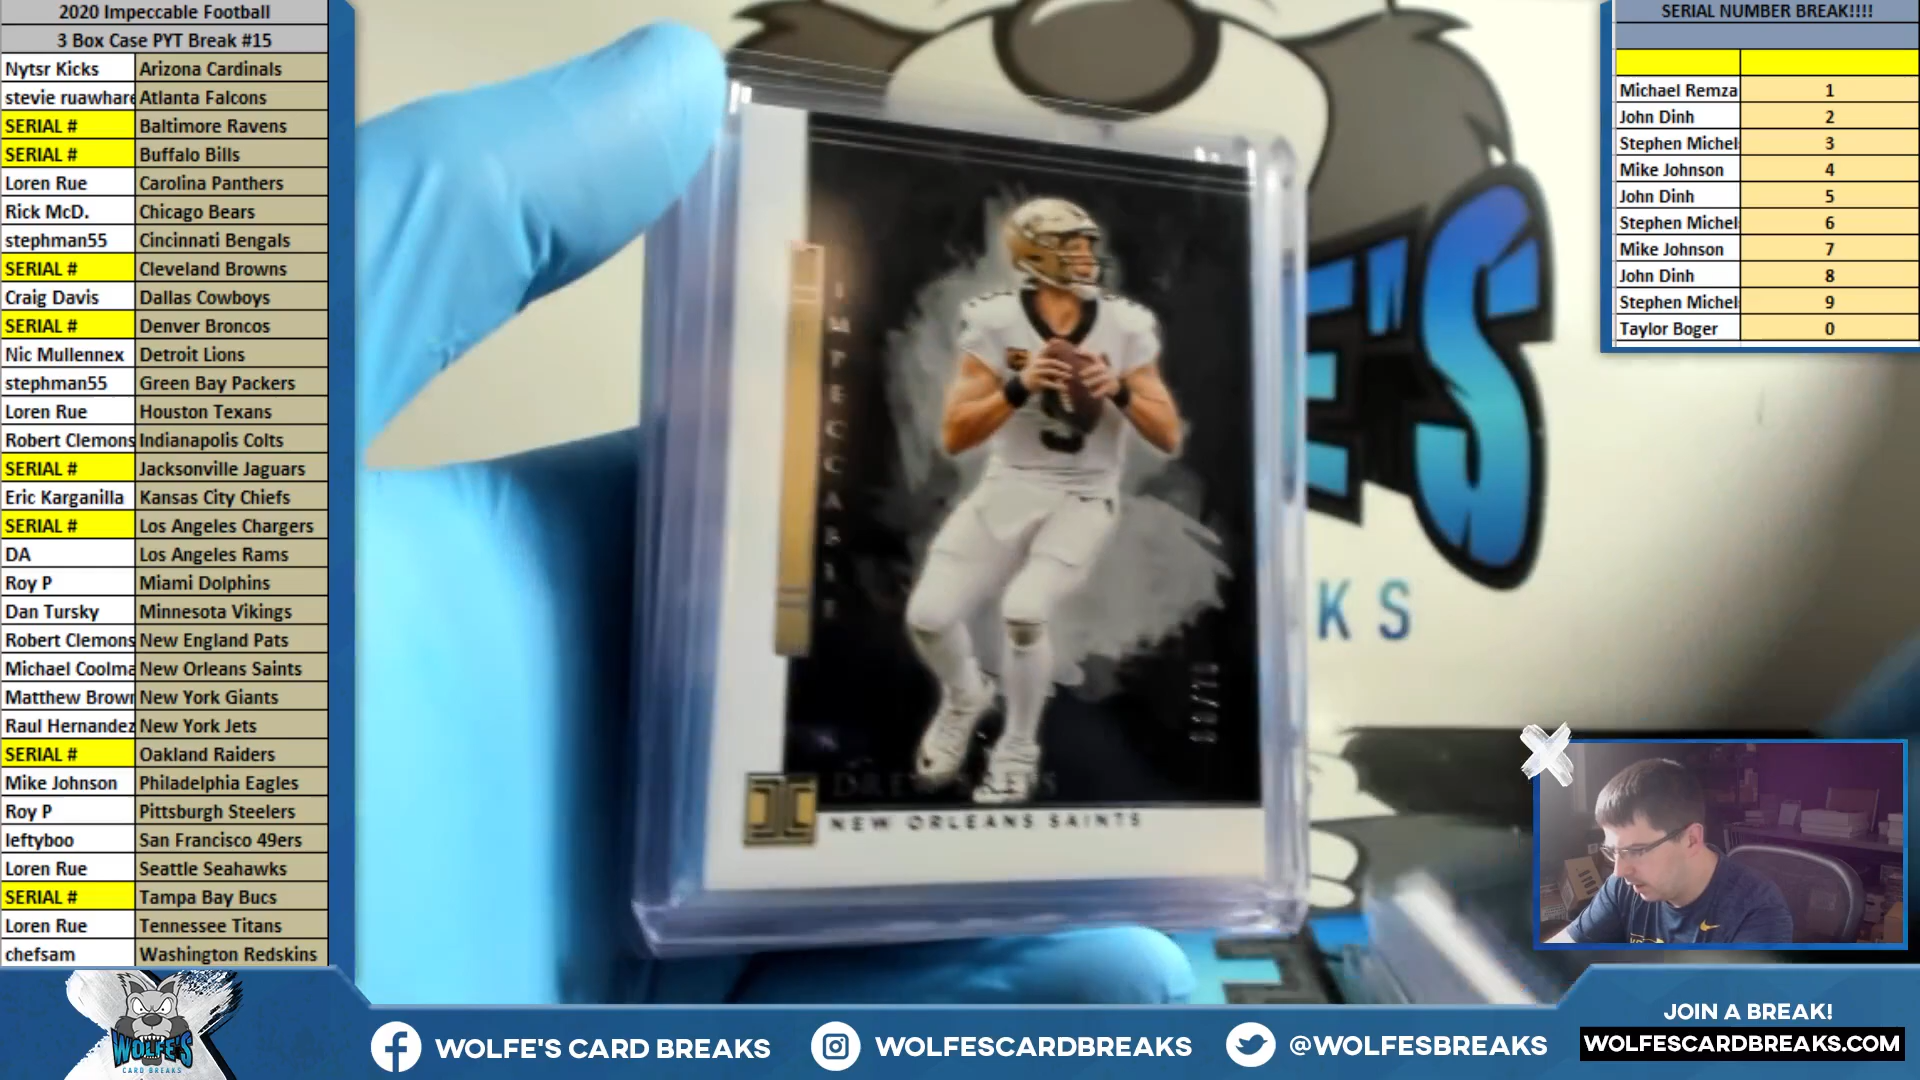 2020 Impeccable Football
3 Box Case PYT Break #15
Nytsr Kicks Arizona Cardinals
stevie ruawhare Atlanta Falcons
SERIAL # Baltimore Ravens
SERIAL # Buffalo Bills
Loren Rue Carolina Panthers
Rick McD. Chicago Bears
stephman55 Cincinnati Bengals
SERIAL # Cleveland Browns
Craig Davis Dallas Cowboys
SERIAL # Denver Broncos
Nic Mullennex Detroit Lions
stephman55 Green Bay Packers
Loren Rue Houston Texans
Robert Clemons Indianapolis Colts
SERIAL # Jacksonville Jaguars
Eric Karganilla Kansas City Chiefs
SERIAL # Los Angeles Chargers
DA Los Angeles Rams
Roy P Miami Dolphins
Dan Tursky Minnesota Vikings
Robert Clemons New England Pats
Michael Coolma New Orleans Saints
Matthew Brown New York Giants
Raul Hernandez New York Jets
SERIAL # Oakland Raiders
Mike Johnson Philadelphia Eagles
Roy P Pittsburgh Steelers
leftyboo San Francisco 49ers
Loren Rue Seattle Seahawks
SERIAL # Tampa Bay Bucs
Loren Rue Tennessee Titans
chefsam Washington Redskins
IMPECCABLE
DREW BREES
NEW ORLEANS SAINTS
E'S
KS
SERIAL NUMBER BREAK!!!!
Michael Remza 1
John Dinh 2
Stephen Michel 3
Mike Johnson 4
John Dinh 5
Stephen Michel 6
Mike Johnson 7
John Dinh 8
Stephen Michel 9
Taylor Boger 0
WOLFE'S
CARD BREAKS
WOLFE'S CARD BREAKS
WOLFESCARDBREAKS
@WOLFESBREAKS
JOIN A BREAK!
WOLFESCARDBREAKS.COM